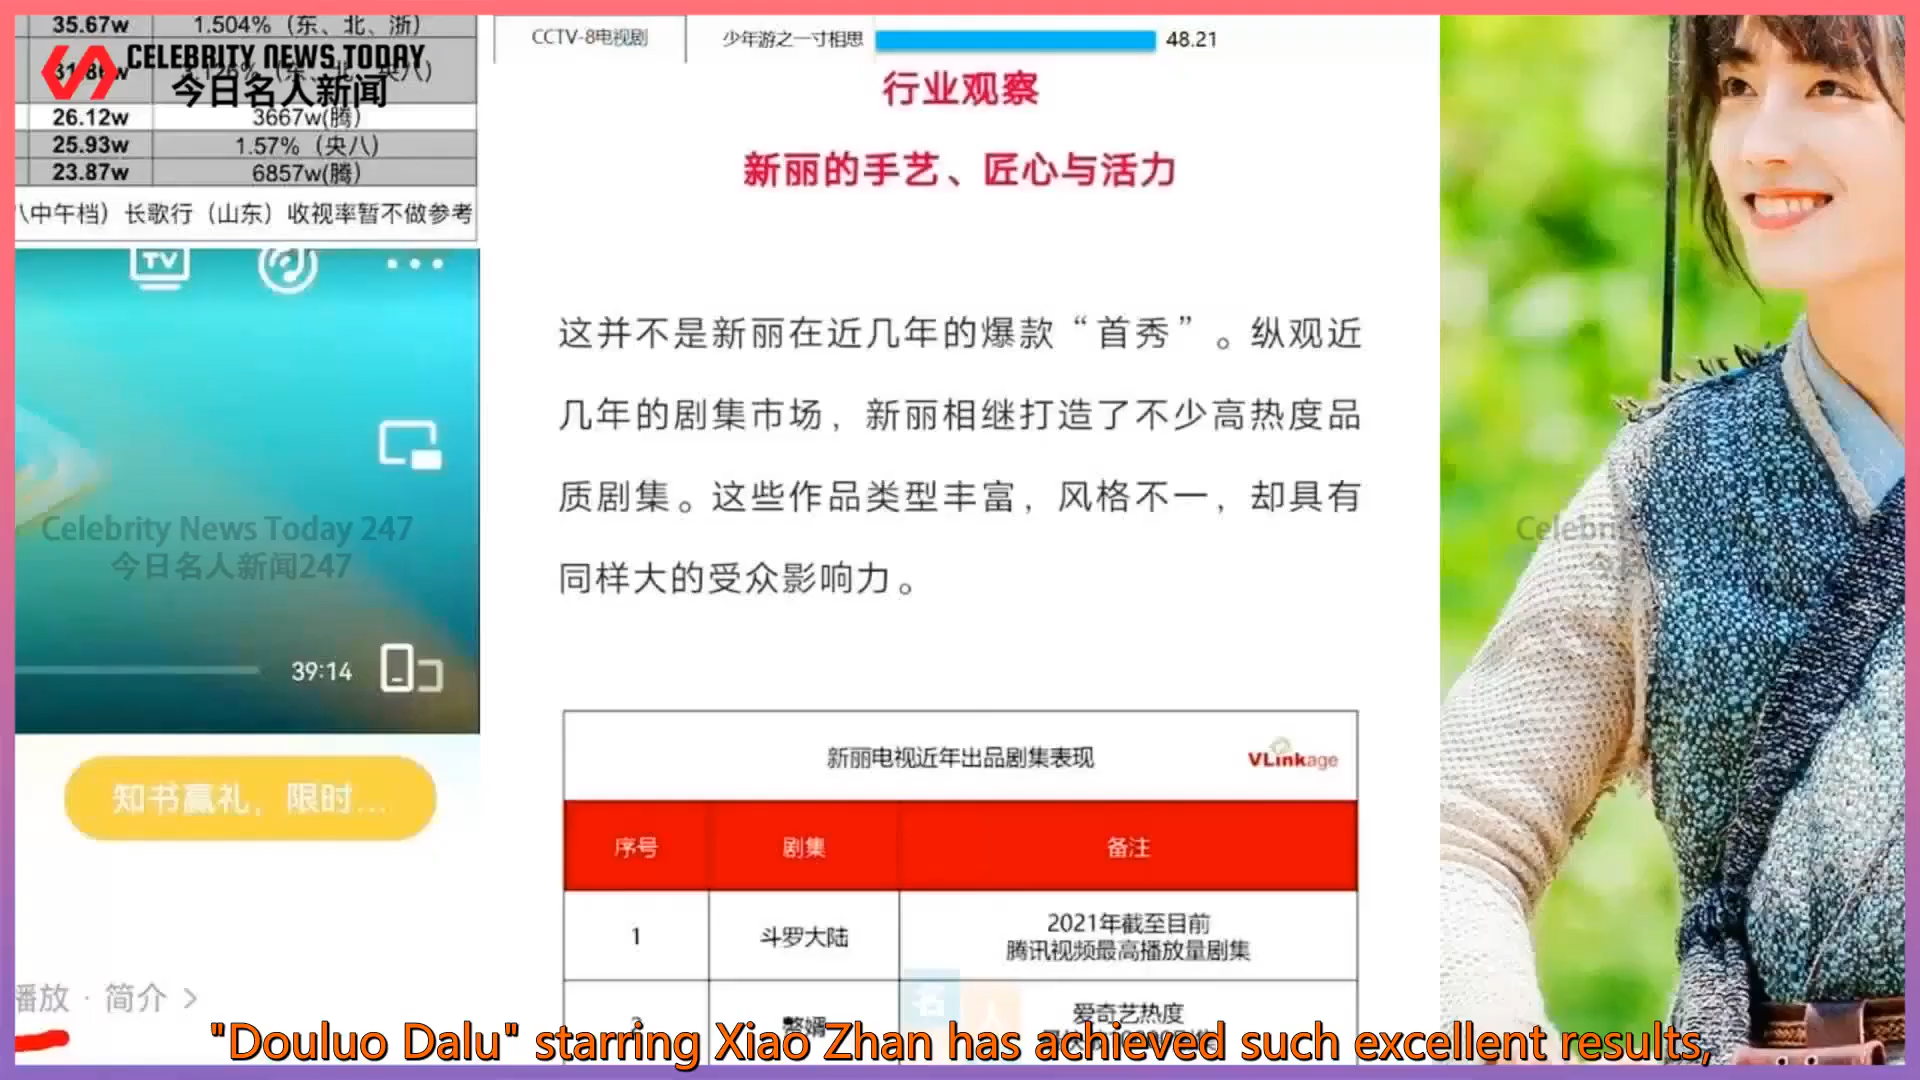 35.67w 1.504%（东、北、浙）
CELEBRITY NEWS TODAY
今日名人新闻
26.12w 3667w(腾)
25.93w 1.57%（央八）
23.87w 6857w(腾)
中午档）长歌行（山东）收视率暂不做参考
TV
Celebrity News Today 247
今日名人新闻247
39:14
知书赢礼，限时...
播放 · 简介 >
CCTV-8电视剧 少年游之一寸相思 48.21
行业观察
新丽的手艺、匠心与活力
这并不是新丽在近几年的爆款“首秀”。纵观近
几年的剧集市场，新丽相继打造了不少高热度品
质剧集。这些作品类型丰富，风格不一，却具有
同样大的受众影响力。
新丽电视近年出品剧集表现 VLinkage
序号 剧集 备注
1 斗罗大陆 2021年截至目前
腾讯视频最高播放量剧集
赘婿 爱奇艺热度
"Douluo Dalu" starring Xiao Zhan has achieved such excellent results,